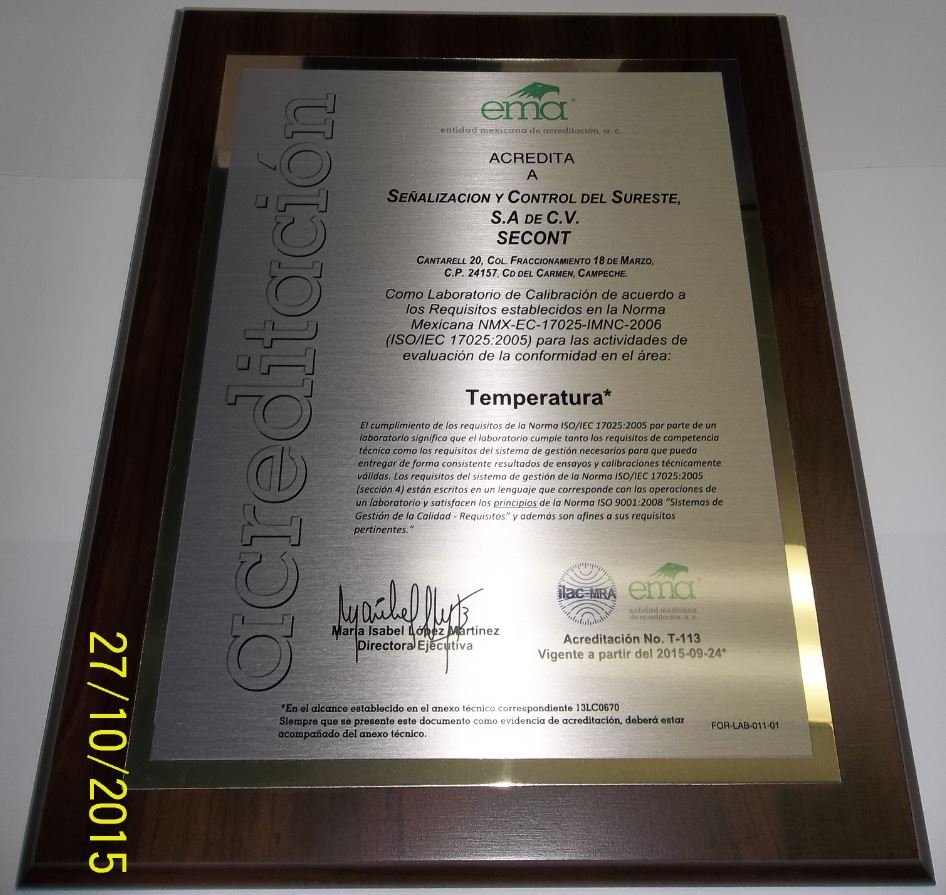 acreditación
ema
entidad mexicana de acreditación, a. c.
ACREDITA
A
SEÑALIZACION Y CONTROL DEL SURESTE,
S.A DE C.V.
SECONT
CANTARELL 20, COL. FRACCIONAMIENTO 18 DE MARZO,
C.P. 24157, CD DEL CARMEN, CAMPECHE.
Como Laboratorio de Calibración de acuerdo a
los Requisitos establecidos en la Norma
Mexicana NMX-EC-17025-IMNC-2006
(ISO/IEC 17025:2005) para las actividades de
evaluación de la conformidad en el área:
Temperatura*
El cumplimiento de los requisitos de la Norma ISO/IEC 17025:2005 por parte de un
laboratorio significa que el laboratorio cumple tanto los requisitos de competencia
técnica como los requisitos del sistema de gestión necesarios para que pueda
entregar de forma consistente resultados de ensayos y calibraciones técnicamente
válidas. Los requisitos del sistema de gestión de la Norma ISO/IEC 17025:2005
(sección 4) están escritos en un lenguaje que corresponde con las operaciones de
un laboratorio y satisfacen los principios de la Norma ISO 9001:2008 "Sistemas de
Gestión de la Calidad - Requisitos" y además son afines a sus requisitos
pertinentes."
María Isabel López Martínez
Directora Ejecutiva
ilac-MRA
ema
entidad mexicana
de acreditación, a. c.
Acreditación No. T-113
Vigente a partir del 2015-09-24*
*En el alcance establecido en el anexo técnico correspondiente 13LC0670
Siempre que se presente este documento como evidencia de acreditación, deberá estar
acompañado del anexo técnico.
FOR-LAB-011-01
27/10/2015